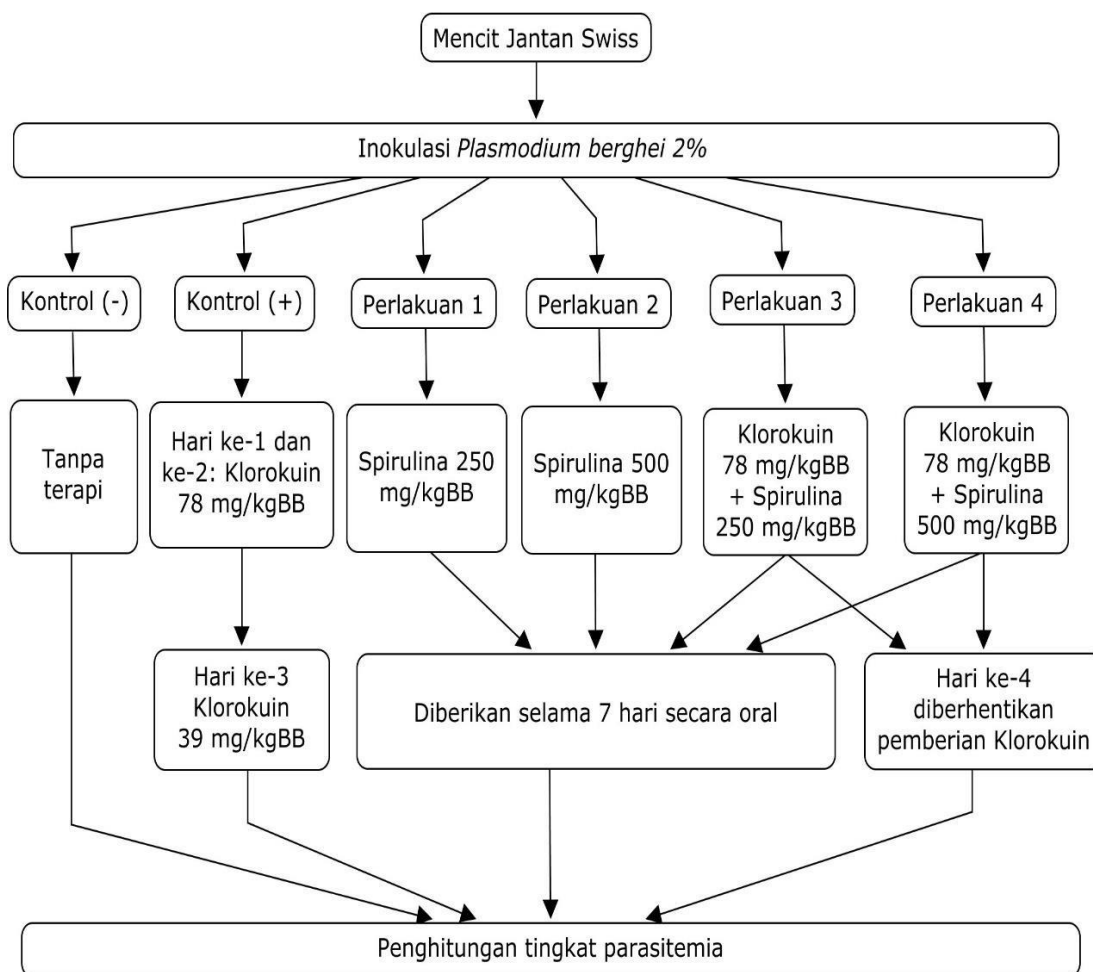 Mencit Jantan Swiss
Inokulasi Plasmodium berghei 2%
Kontrol (-)
Kontrol (+)
Perlakuan 1
Perlakuan 2
Perlakuan 3
Perlakuan 4
Tanpa
terapi
Hari ke-1 dan
ke-2: Klorokuin
78 mg/kgBB
Spirulina 250
mg/kgBB
Spirulina 500
mg/kgBB
Klorokuin
78 mg/kgBB
+ Spirulina
250 mg/kgBB
Klorokuin
78 mg/kgBB
+ Spirulina
500 mg/kgBB
Hari ke-3
Klorokuin
39 mg/kgBB
Diberikan selama 7 hari secara oral
Hari ke-4
diberhentikan
pemberian Klorokuin
Penghitungan tingkat parasitemia